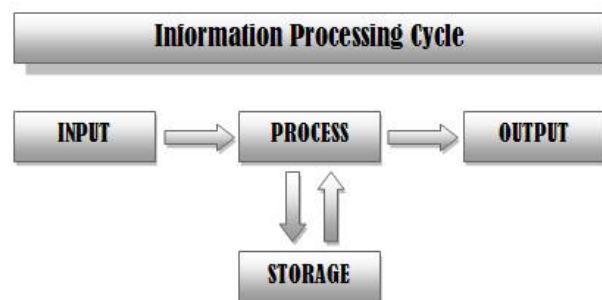 Information Processing Cycle
INPUT
PROCESS
OUTPUT
STORAGE